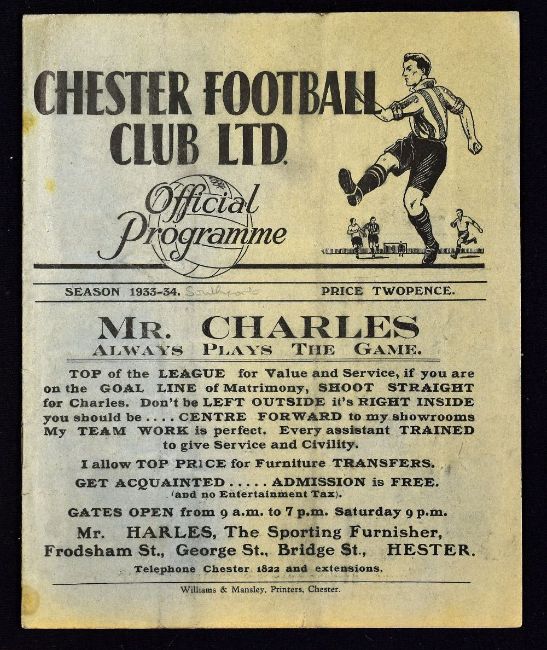 CHESTER FOOTBALL
CLUB LTD.
Official
Programme
SEASON 1933-34. Southport
PRICE TWOPENCE.
MR. CHARLES
ALWAYS PLAYS THE GAME.
TOP of the LEAGUE for Value and Service, if you are
on the GOAL LINE of Matrimony, SHOOT STRAIGHT
for Charles. Don't be LEFT OUTSIDE it's RIGHT INSIDE
you should be .... CENTRE FORWARD to my showrooms
My TEAM WORK is perfect. Every assistant TRAINED
to give Service and Civility.
I allow TOP PRICE for Furniture TRANSFERS.
GET ACQUAINTED ..... ADMISSION is FREE.
(and no Entertainment Tax).
GATES OPEN from 9 a.m. to 7 p.m. Saturday 9 p.m.
Mr. HARLES, The Sporting Furnisher,
Frodsham St., George St., Bridge St., HESTER.
Telephone Chester 1822 and extensions.
Williams & Mansley, Printers, Chester.